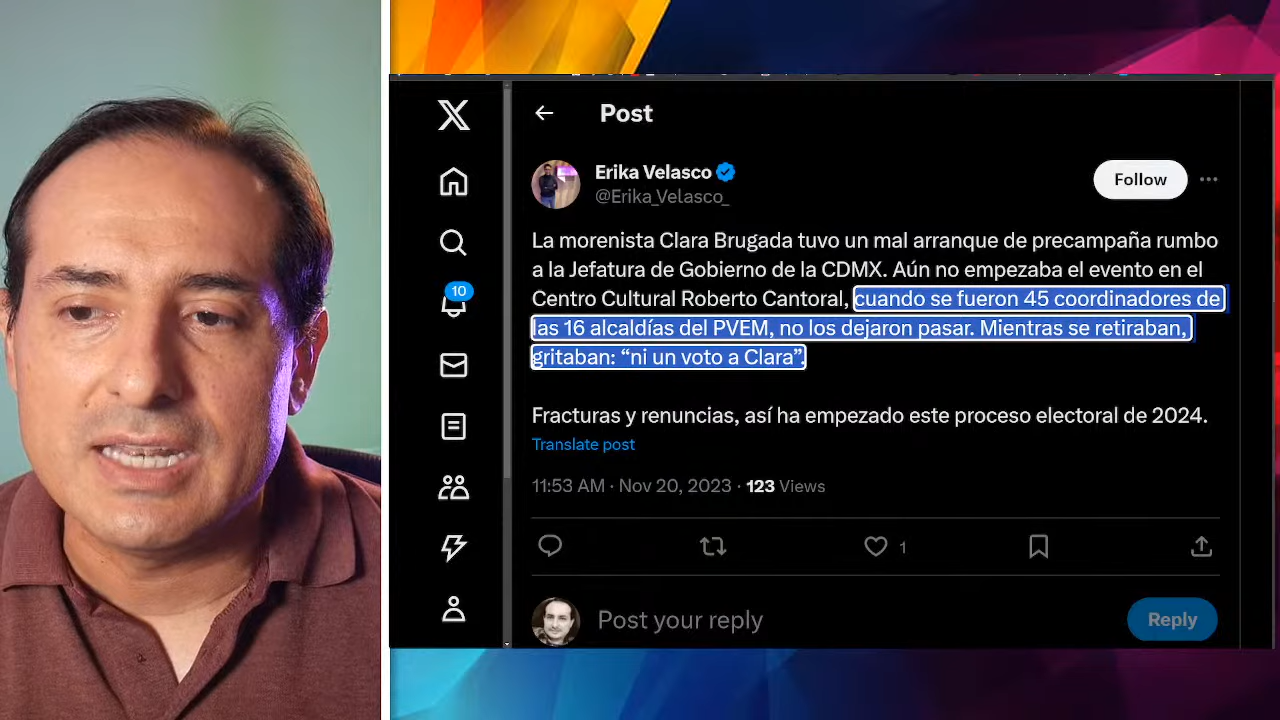 Post
Erika Velasco
@Erika_Velasco_
Follow
La morenista Clara Brugada tuvo un mal arranque de precampaña rumbo
a la Jefatura de Gobierno de la CDMX. Aún no empezaba el evento en el
Centro Cultural Roberto Cantoral, cuando se fueron 45 coordinadores de
las 16 alcaldías del PVEM, no los dejaron pasar. Mientras se retiraban,
gritaban: “ni un voto a Clara”.
Fracturas y renuncias, así ha empezado este proceso electoral de 2024.
Translate post
11:53 AM · Nov 20, 2023 · 123 Views
10
1
Post your reply
Reply